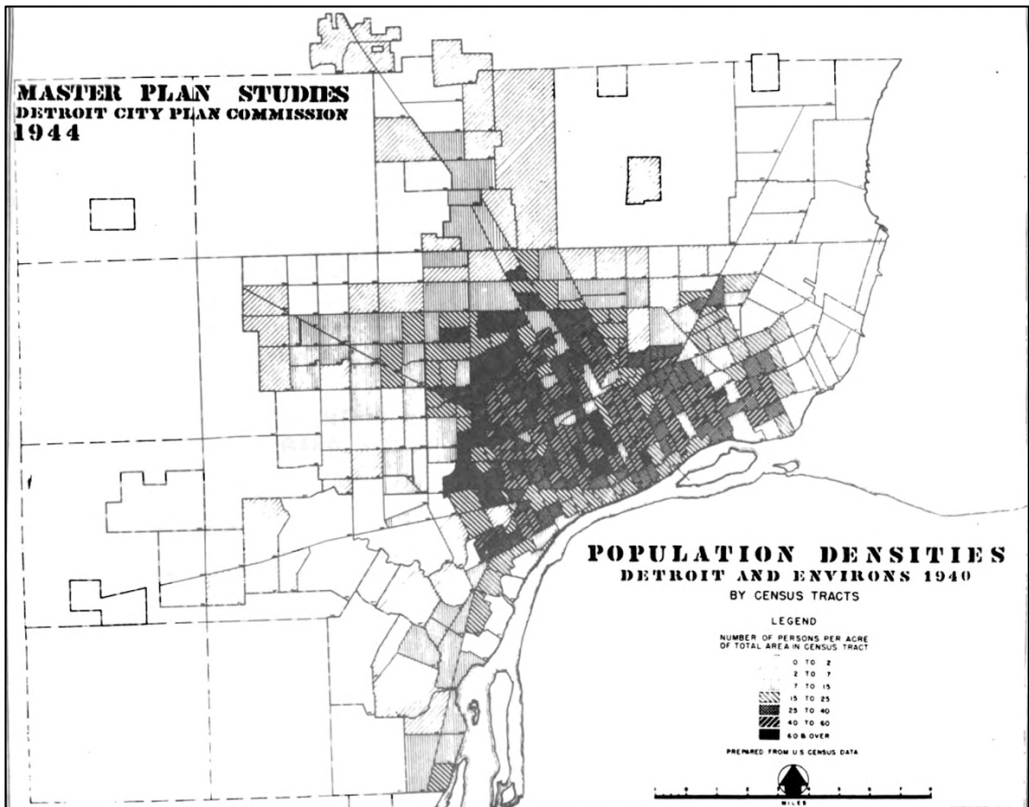 MASTER PLAN STUDIES
DETROIT CITY PLAN COMMISSION
1944
POPULATION DENSITIES
DETROIT AND ENVIRONS 1940
BY CENSUS TRACTS
LEGEND
NUMBER OF PERSONS PER ACRE
OF TOTAL AREA IN CENSUS TRACT
0 TO 2
2 TO 7
7 TO 15
15 TO 25
25 TO 40
40 TO 60
60 & OVER
PREPARED FROM U S CENSUS DATA
MILES